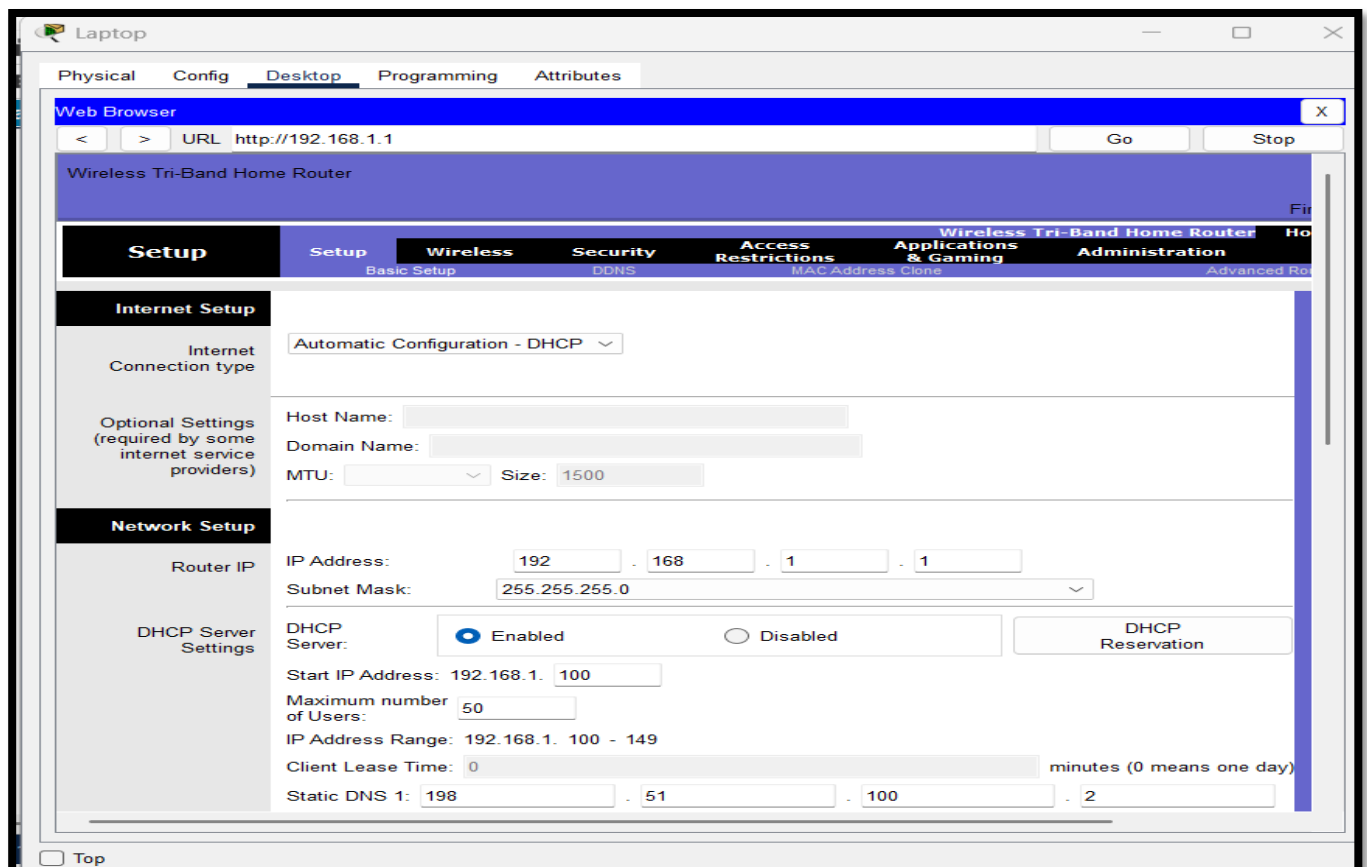 Laptop
Physical Config Desktop Programming Attributes
Web Browser X
< > URL http://192.168.1.1 Go Stop
Wireless Tri-Band Home Router
Wireless Tri-Band Home Router
Setup Setup Wireless Security Access Restrictions Applications & Gaming Administration
Basic Setup DDNS MAC Address Clone
Internet Setup
Internet Connection type Automatic Configuration - DHCP
Optional Settings
(required by some
internet service
providers)
Host Name:
Domain Name:
MTU: Size: 1500
Network Setup
Router IP IP Address: 192 . 168 . 1 . 1
Subnet Mask: 255.255.255.0
DHCP Server
Settings
DHCP
Server:
Enabled Disabled
DHCP
Reservation
Start IP Address: 192.168.1. 100
Maximum number
of Users: 50
IP Address Range: 192.168.1. 100 - 149
Client Lease Time: 0 minutes (0 means one day)
Static DNS 1: 198 . 51 . 100 . 2
Top